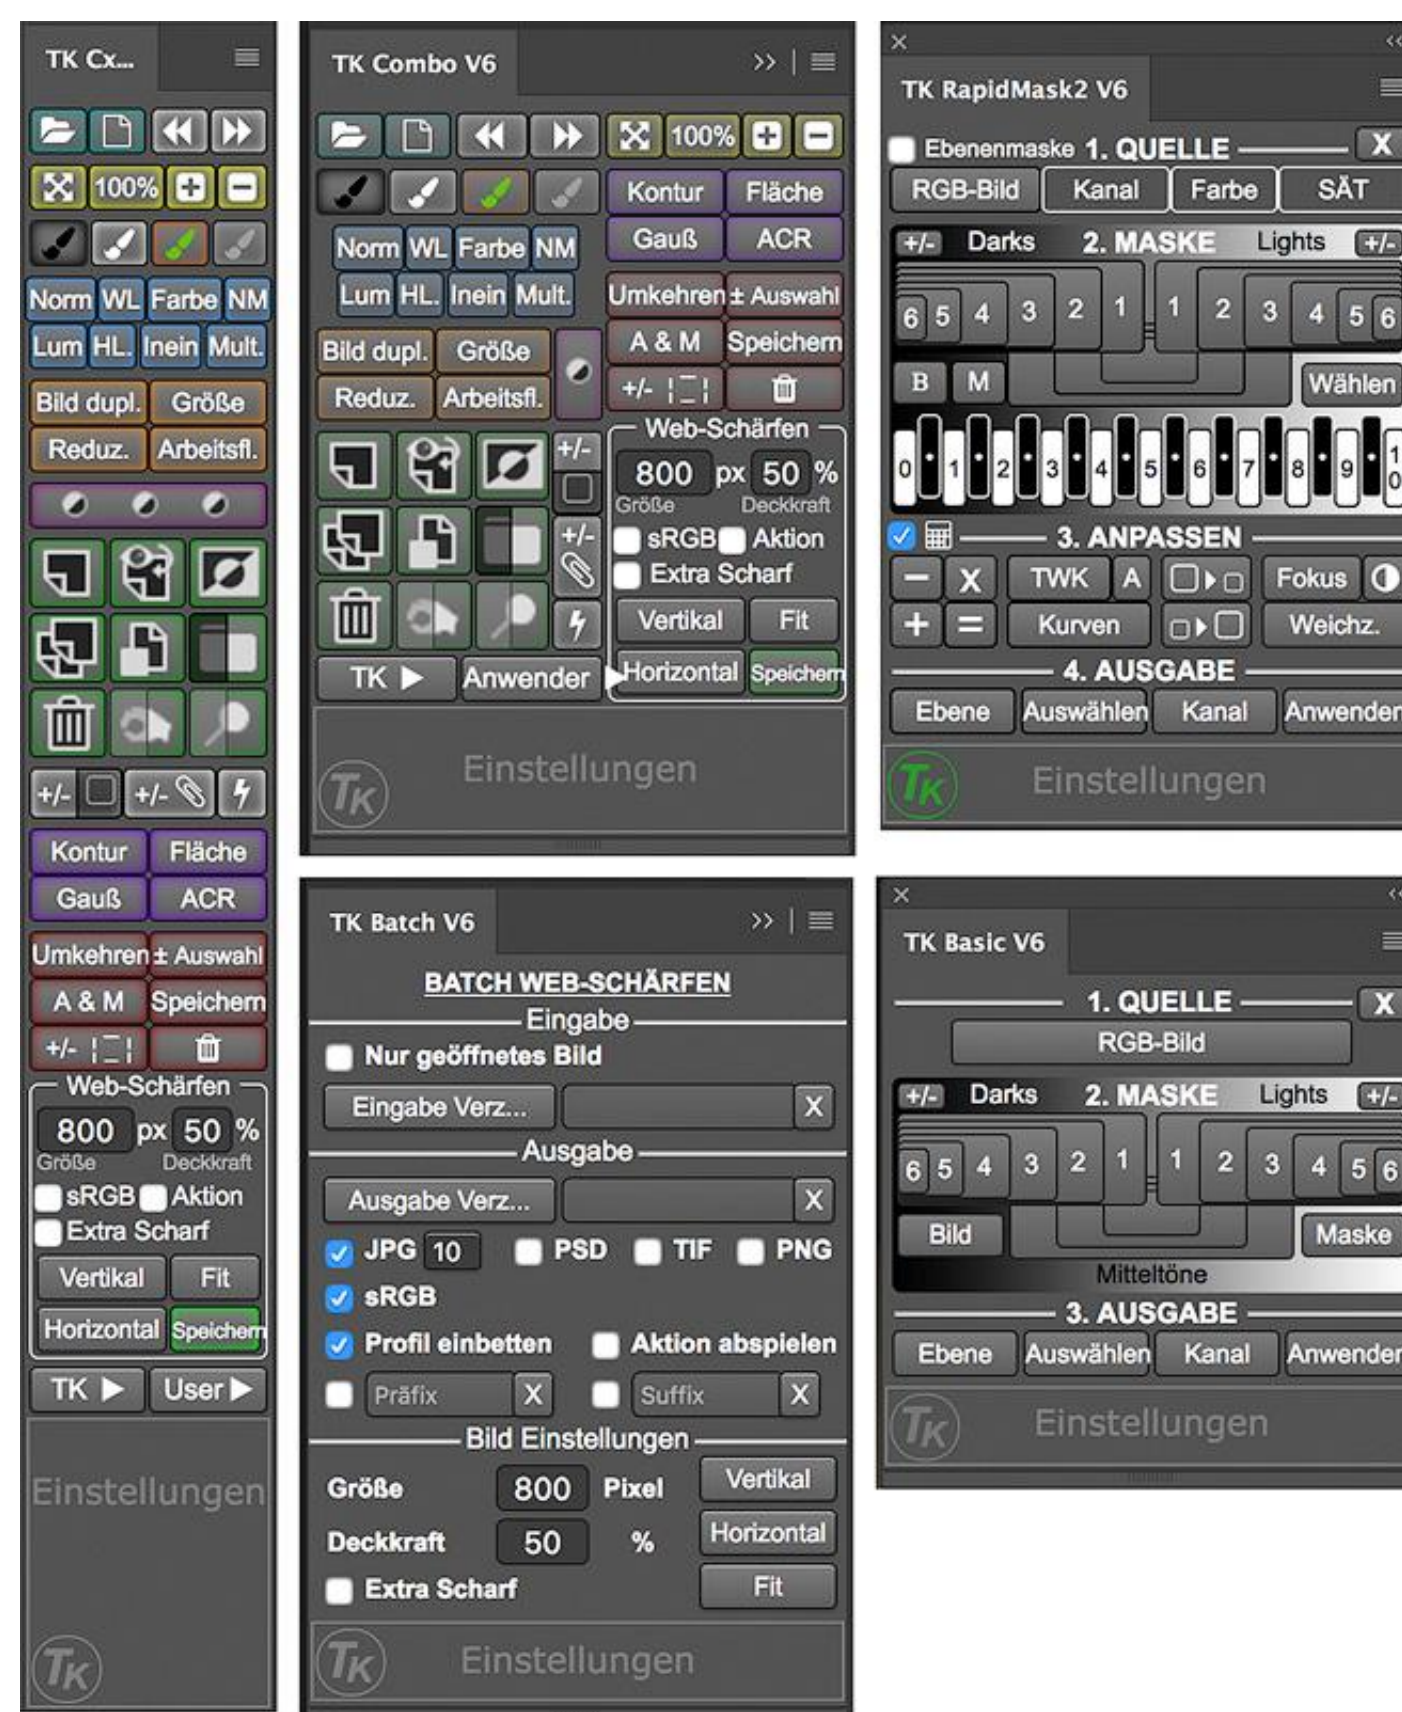 TK Cx...
100%
Norm WL Farbe NM
Lum HL. Inein Mult.
Bild dupl. Größe
Reduz. Arbeitsfl.
+/- +/-
Kontur Fläche
Gauß ACR
Umkehren ± Auswahl
A & M Speichern
+/-
Web-Schärfen
800 px 50 %
Größe Deckkraft
sRGB Aktion
Extra Scharf
Vertikal Fit
Horizontal Speichern
TK ▶ User ▶
Einstellungen
TK
TK Combo V6
100%
Kontur Fläche
Norm WL Farbe NM
Gauß ACR
Lum HL. Inein Mult.
Umkehren ± Auswahl
Bild dupl. Größe
A & M Speichern
Reduz. Arbeitsfl.
+/-
Web-Schärfen
+/-
800 px 50 %
Größe Deckkraft
+/-
sRGB Aktion
Extra Scharf
Vertikal Fit
TK ▶ Anwender ▶
Horizontal Speichern
Einstellungen
TK
TK RapidMask2 V6
Ebenenmaske 1. QUELLE X
RGB-Bild Kanal Farbe SÄT
+/- Darks 2. MASKE Lights +/-
6 5 4 3 2 1 1 2 3 4 5 6
B M Wählen
0 1 2 3 4 5 6 7 8 9 10
3. ANPASSEN
− X TWK A Fokus
+ = Kurven Weichz.
4. AUSGABE
Ebene Auswählen Kanal Anwenden
TK Einstellungen
TK Batch V6
BATCH WEB-SCHÄRFEN
Eingabe
Nur geöffnetes Bild
Eingabe Verz... X
Ausgabe
Ausgabe Verz... X
JPG 10 PSD TIF PNG
sRGB
Profil einbetten Aktion abspielen
Präfix X Suffix X
Bild Einstellungen
Größe 800 Pixel Vertikal
Deckkraft 50 % Horizontal
Extra Scharf Fit
TK Einstellungen
TK Basic V6
1. QUELLE X
RGB-Bild
+/- Darks 2. MASKE Lights +/-
6 5 4 3 2 1 1 2 3 4 5 6
Bild Maske
Mitteltöne
3. AUSGABE
Ebene Auswählen Kanal Anwenden
TK Einstellungen